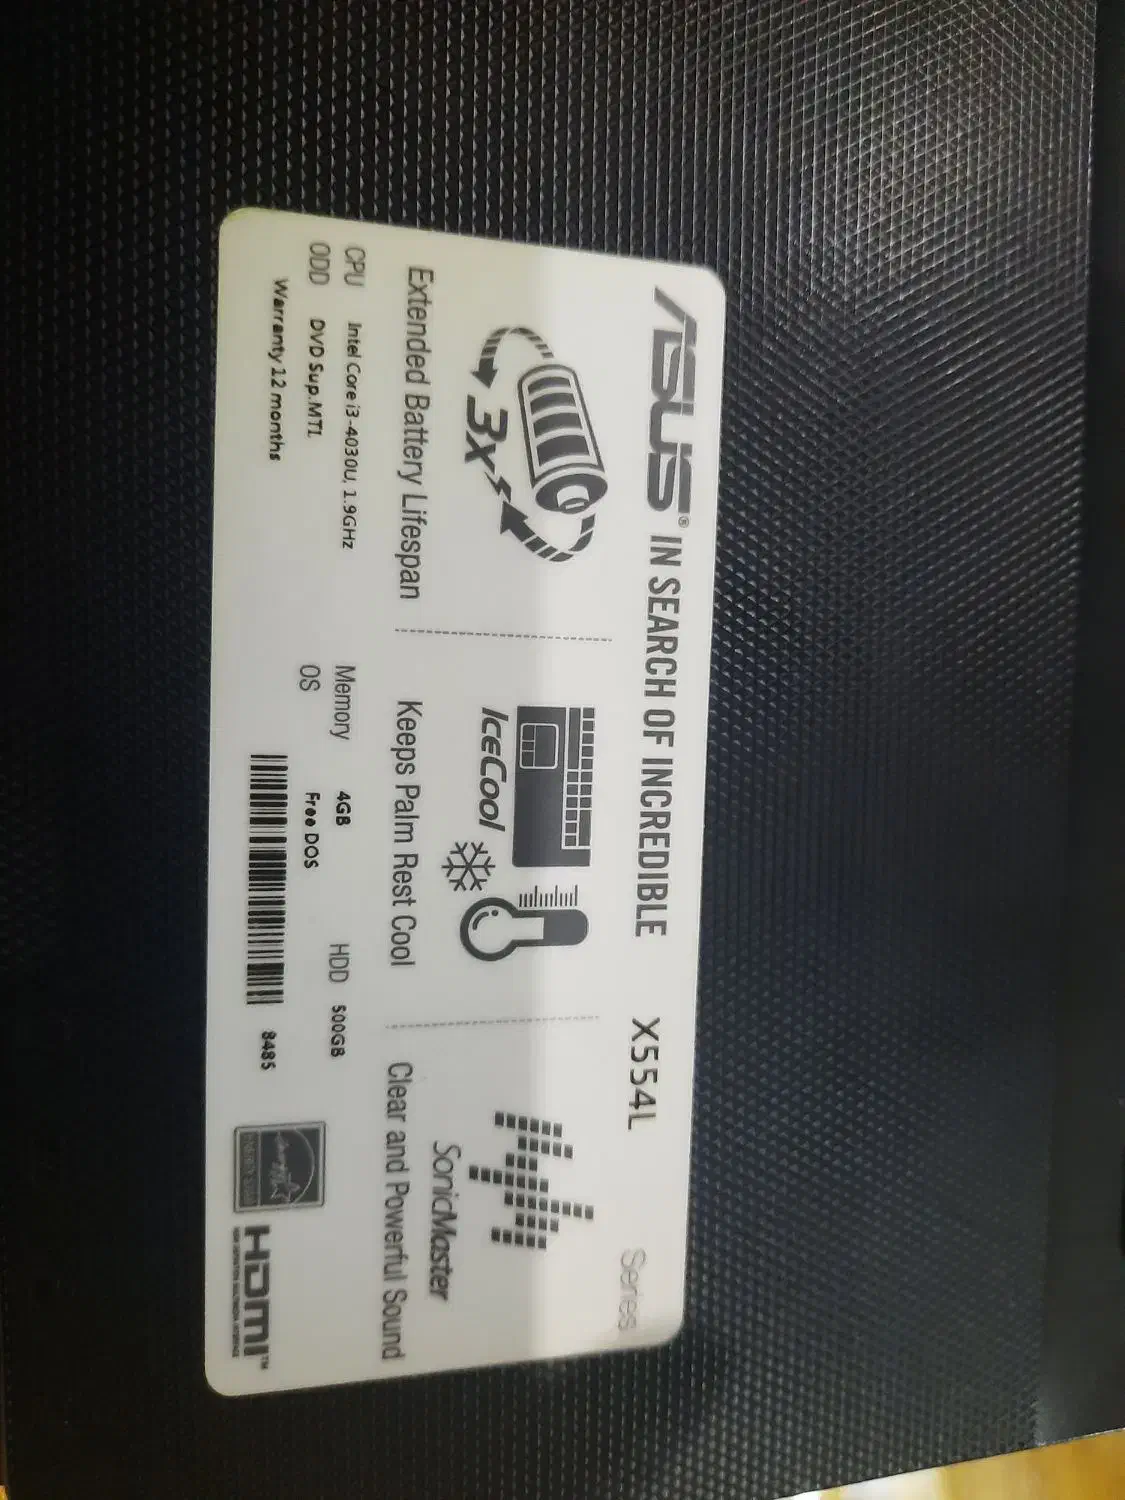 ASUS® IN SEARCH OF INCREDIBLE X554L Series
3X
IceCool
SonicMaster
Extended Battery Lifespan
Keeps Palm Rest Cool
Clear and Powerful Sound
CPU Intel Core i3-4030U, 1.9GHz Memory 4GB HDD 500GB
ODD DVD Sup.MTL OS Free DOS
Warranty 12 months
8485
HDMI™